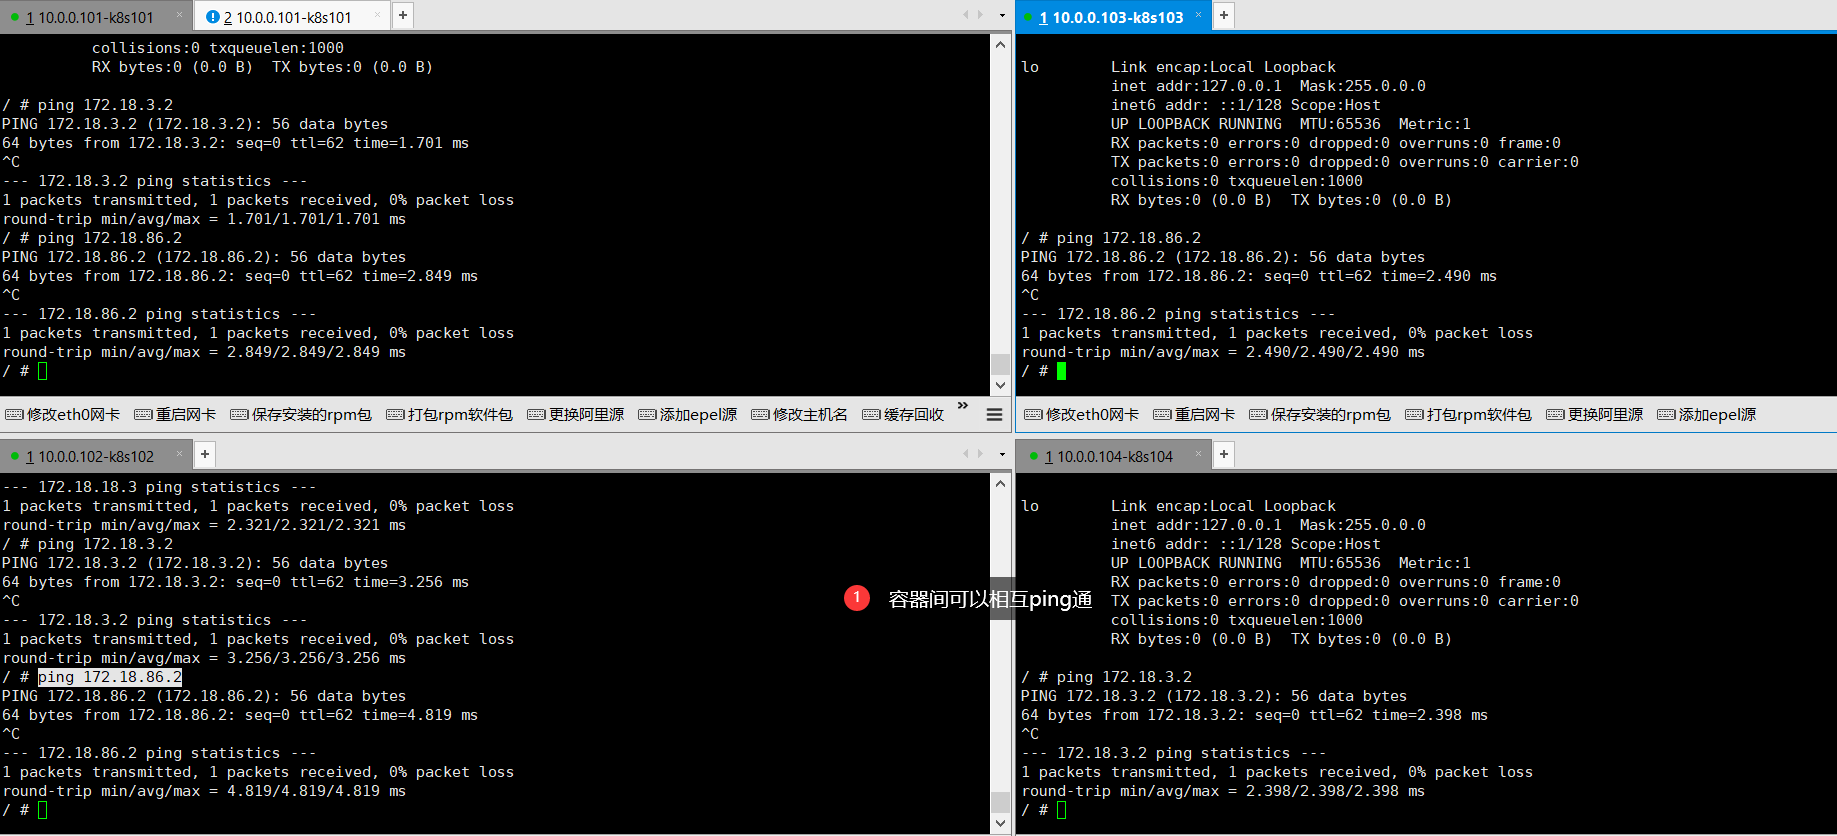 1 10.0.0.101-k8s101 × 2 10.0.0.101-k8s101 × +
collisions:0 txqueuelen:1000
RX bytes:0 (0.0 B)  TX bytes:0 (0.0 B)
/ # ping 172.18.3.2
PING 172.18.3.2 (172.18.3.2): 56 data bytes
64 bytes from 172.18.3.2: seq=0 ttl=62 time=1.701 ms
^C
--- 172.18.3.2 ping statistics ---
1 packets transmitted, 1 packets received, 0% packet loss
round-trip min/avg/max = 1.701/1.701/1.701 ms
/ # ping 172.18.86.2
PING 172.18.86.2 (172.18.86.2): 56 data bytes
64 bytes from 172.18.86.2: seq=0 ttl=62 time=2.849 ms
^C
--- 172.18.86.2 ping statistics ---
1 packets transmitted, 1 packets received, 0% packet loss
round-trip min/avg/max = 2.849/2.849/2.849 ms
/ #
修改eth0网卡 重启网卡 保存安装的rpm包 打包rpm软件包 更换阿里源 添加epel源 修改主机名 缓存回收 »
1 10.0.0.103-k8s103 × +
lo        Link encap:Local Loopback
inet addr:127.0.0.1  Mask:255.0.0.0
inet6 addr: ::1/128 Scope:Host
UP LOOPBACK RUNNING  MTU:65536  Metric:1
RX packets:0 errors:0 dropped:0 overruns:0 frame:0
TX packets:0 errors:0 dropped:0 overruns:0 carrier:0
collisions:0 txqueuelen:1000
RX bytes:0 (0.0 B)  TX bytes:0 (0.0 B)
/ # ping 172.18.86.2
PING 172.18.86.2 (172.18.86.2): 56 data bytes
64 bytes from 172.18.86.2: seq=0 ttl=62 time=2.490 ms
^C
--- 172.18.86.2 ping statistics ---
1 packets transmitted, 1 packets received, 0% packet loss
round-trip min/avg/max = 2.490/2.490/2.490 ms
/ #
修改eth0网卡 重启网卡 保存安装的rpm包 打包rpm软件包 更换阿里源 添加epel源
1 10.0.0.102-k8s102 × +
--- 172.18.18.3 ping statistics ---
1 packets transmitted, 1 packets received, 0% packet loss
round-trip min/avg/max = 2.321/2.321/2.321 ms
/ # ping 172.18.3.2
PING 172.18.3.2 (172.18.3.2): 56 data bytes
64 bytes from 172.18.3.2: seq=0 ttl=62 time=3.256 ms
^C
--- 172.18.3.2 ping statistics ---
1 packets transmitted, 1 packets received, 0% packet loss
round-trip min/avg/max = 3.256/3.256/3.256 ms
/ # ping 172.18.86.2
PING 172.18.86.2 (172.18.86.2): 56 data bytes
64 bytes from 172.18.86.2: seq=0 ttl=62 time=4.819 ms
^C
--- 172.18.86.2 ping statistics ---
1 packets transmitted, 1 packets received, 0% packet loss
round-trip min/avg/max = 4.819/4.819/4.819 ms
/ #
1 容器间可以相互ping通
1 10.0.0.104-k8s104 × +
lo        Link encap:Local Loopback
inet addr:127.0.0.1  Mask:255.0.0.0
inet6 addr: ::1/128 Scope:Host
UP LOOPBACK RUNNING  MTU:65536  Metric:1
RX packets:0 errors:0 dropped:0 overruns:0 frame:0
TX packets:0 errors:0 dropped:0 overruns:0 carrier:0
collisions:0 txqueuelen:1000
RX bytes:0 (0.0 B)  TX bytes:0 (0.0 B)
/ # ping 172.18.3.2
PING 172.18.3.2 (172.18.3.2): 56 data bytes
64 bytes from 172.18.3.2: seq=0 ttl=62 time=2.398 ms
^C
--- 172.18.3.2 ping statistics ---
1 packets transmitted, 1 packets received, 0% packet loss
round-trip min/avg/max = 2.398/2.398/2.398 ms
/ #